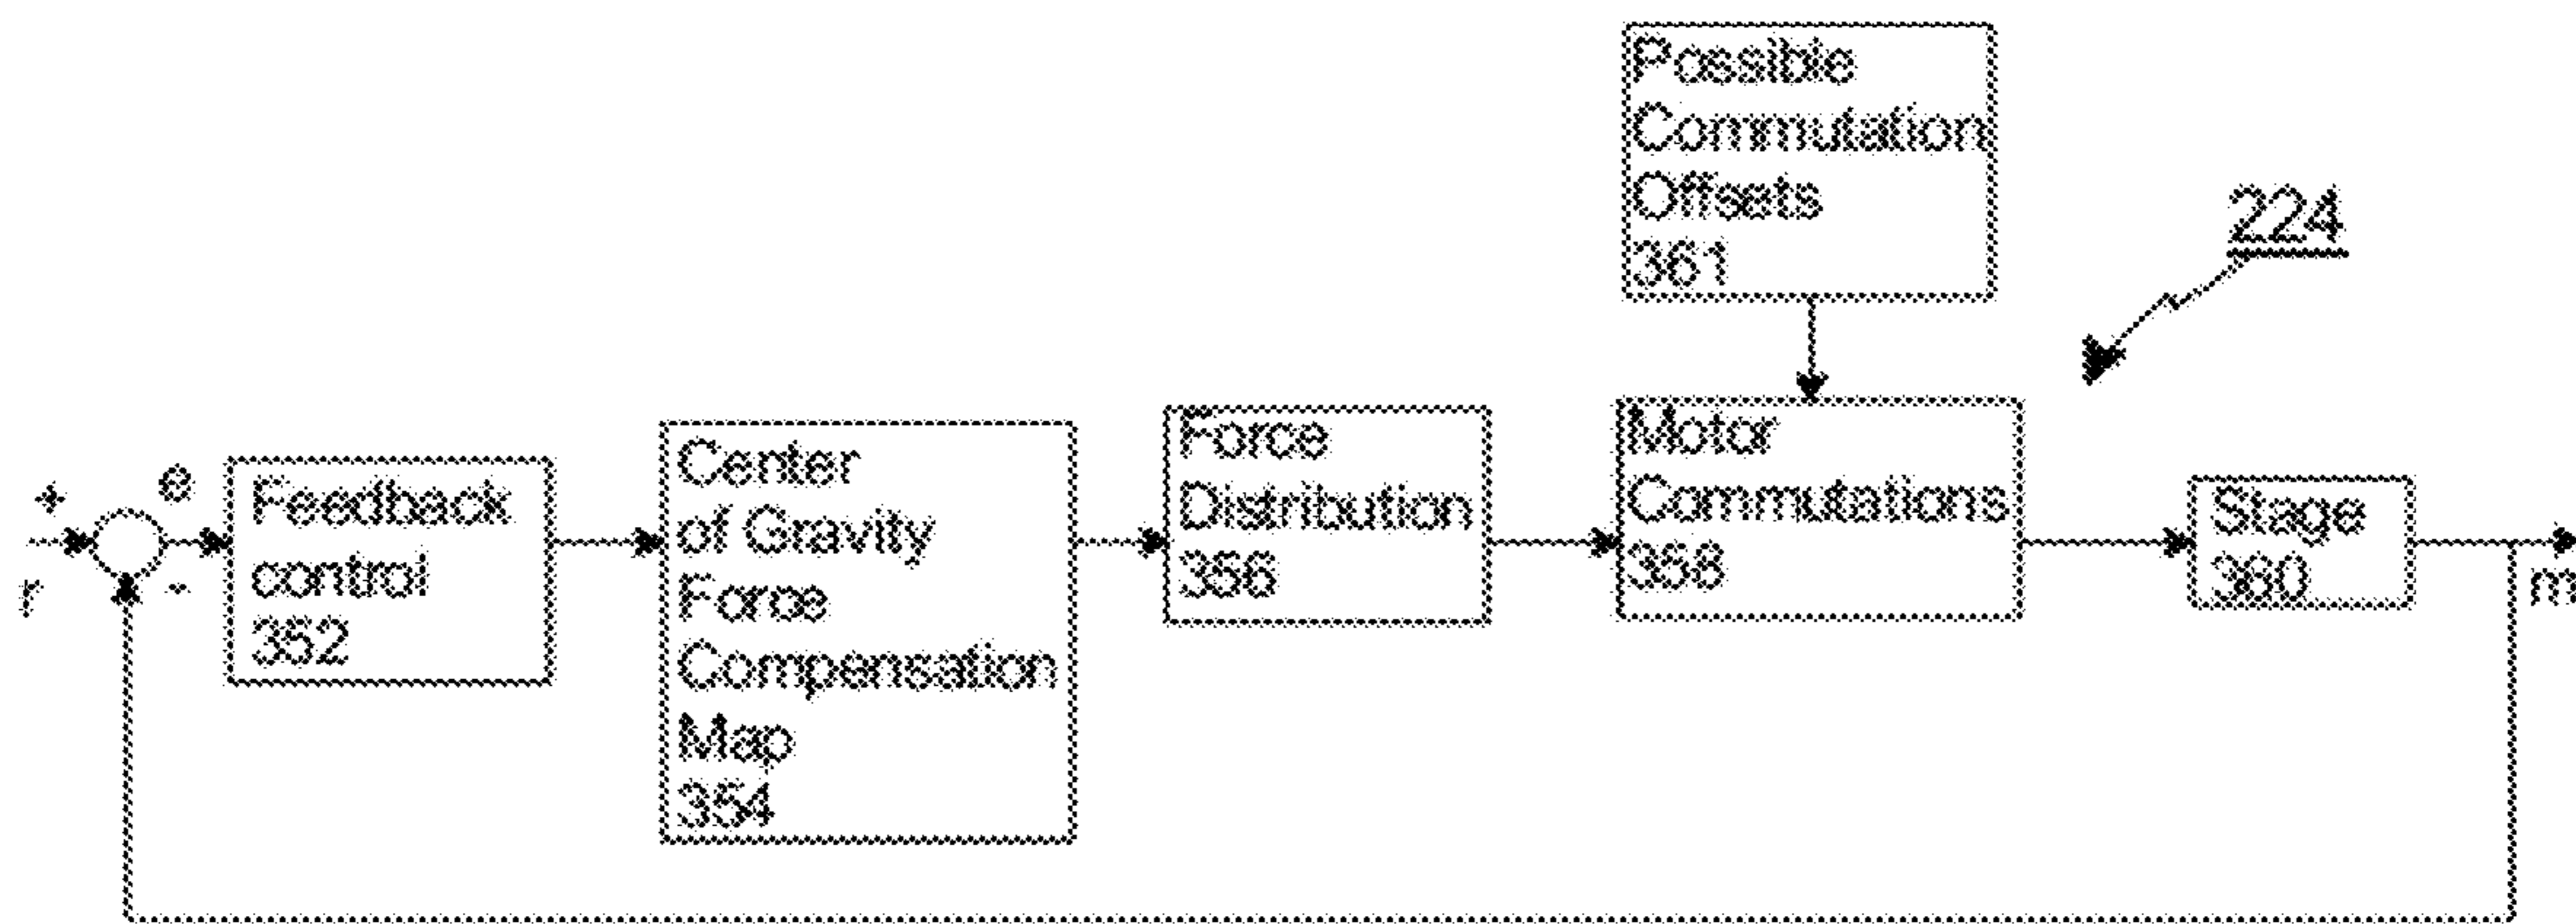 Possible
Commutation
Offsets
361
224
+
e
r
-
Feedback
control
352
Center
of Gravity
Force
Compensation
Map
354
Force
Distribution
356
Motor
Commutations
358
Stage
360
m